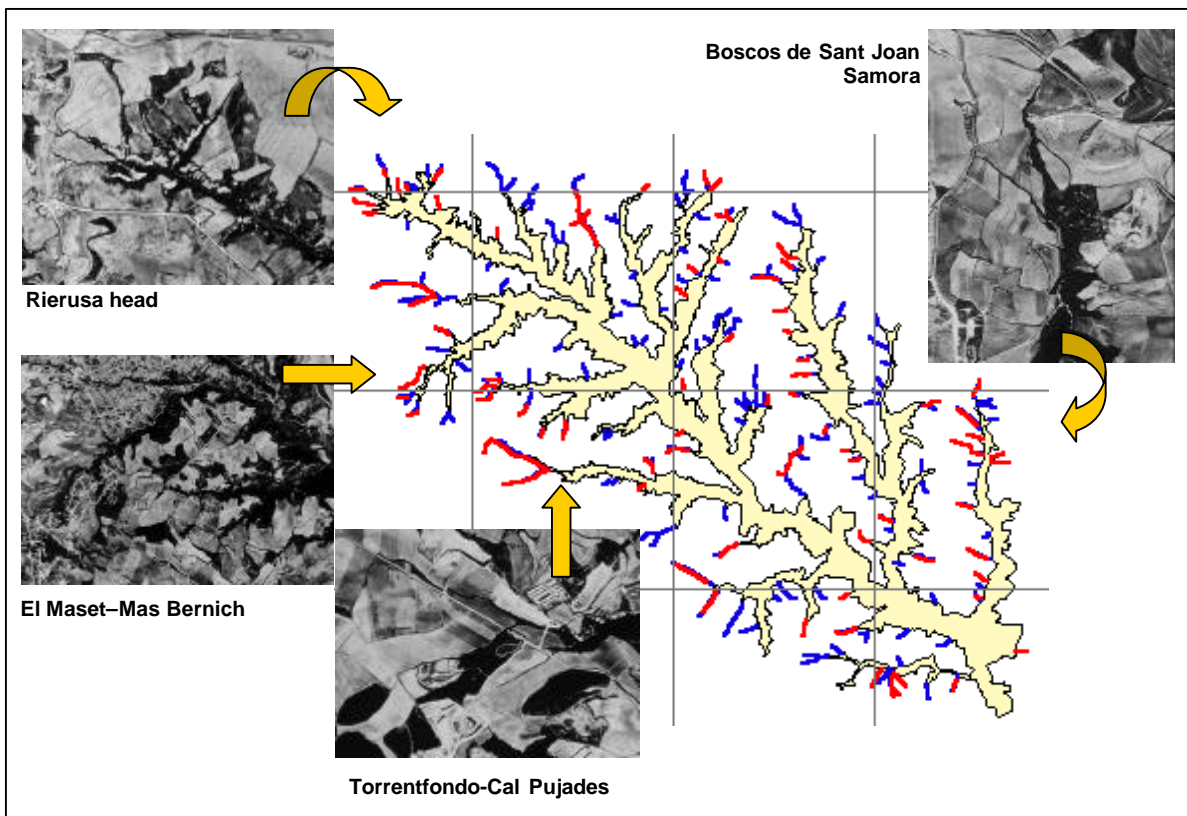 Boscos de Sant Joan
Samora
Rierusa head
El Maset–Mas Bernich
Torrentfondo-Cal Pujades